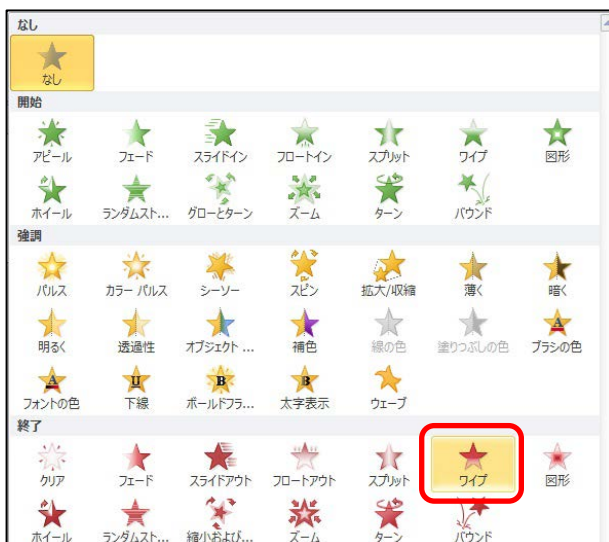 なし
なし
開始
アピール フェード スライドイン フロートイン スプリット ワイプ 図形
ホイール ランダムスト... グローとターン ズーム ターン バウンド
強調
パルス カラー パルス シーソー スピン 拡大/収縮 薄く 暗く
明るく 透過性 オブジェクト ... 補色 線の色 塗りつぶしの色 ブラシの色
フォントの色 下線 ボールドフラ... 太字表示 ウェーブ
終了
クリア フェード スライドアウト フロートアウト スプリット ワイプ 図形
ホイール ランダムスト... 縮小および... ズーム ターン バウンド